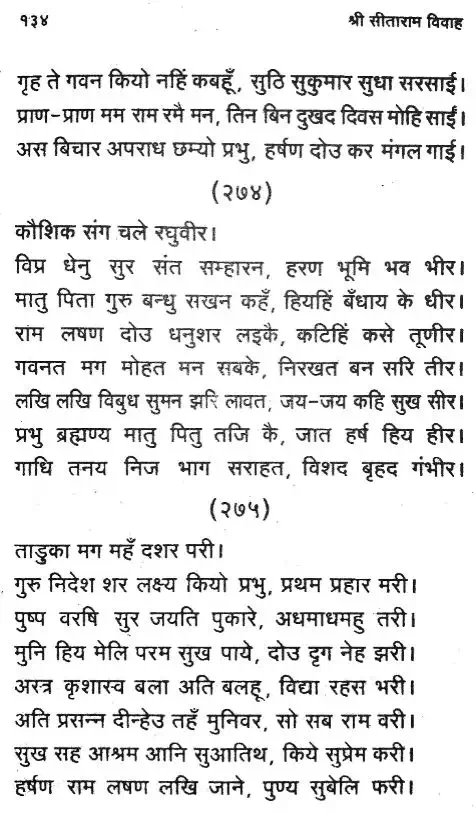 १३४ श्री सीताराम विवाह
गृह ते गवन कियो नहिं कबहूँ, सुठि सुकुमार सुधा सरसाई।
प्राण-प्राण मम राम रमै मन, तिन बिन दुखद दिवस मोहि साईं।
अस बिचार अपराध छम्यो प्रभु, हर्षण दोउ कर मंगल गाई।
(२७४)
कौशिक संग चले रघुवीर।
विप्र धेनु सुर संत सम्हारन, हरण भूमि भव भीर।
मातु पिता गुरु बन्धु सखन कहँ, हियहिं बँधाय के धीर।
राम लषण दोउ धनुशर लइकै, कटिहिं कसे तूणीर।
गवनत मग मोहत मन सबके, निरखत बन सरि तीर।
लखि लखि विबुध सुमन झरि लावत, जय-जय कहि सुख सीर।
प्रभु ब्रह्मण्य मातु पितु तजि कै, जात हर्ष हिय हीर।
गाधि तनय निज भाग सराहत, विशद बृहद गंभीर।
(२७५)
ताड़ुका मग महँ दशर परी।
गुरु निदेश शर लक्ष्य कियो प्रभु, प्रथम प्रहार मरी।
पुष्प वरषि सुर जयति पुकारे, अधमाधमहु तरी।
मुनि हिय मेलि परम सुख पाये, दोउ दृग नेह झरी।
अस्त्र कृशास्व बला अति बलहू, विद्या रहस भरी।
अति प्रसन्न दीन्हेउ तहँ मुनिवर, सो सब राम वरी।
सुख सह आश्रम आनि सुआतिथ, किये सुप्रेम करी।
हर्षण राम लषण लखि जाने, पुण्य सुबेलि फरी।